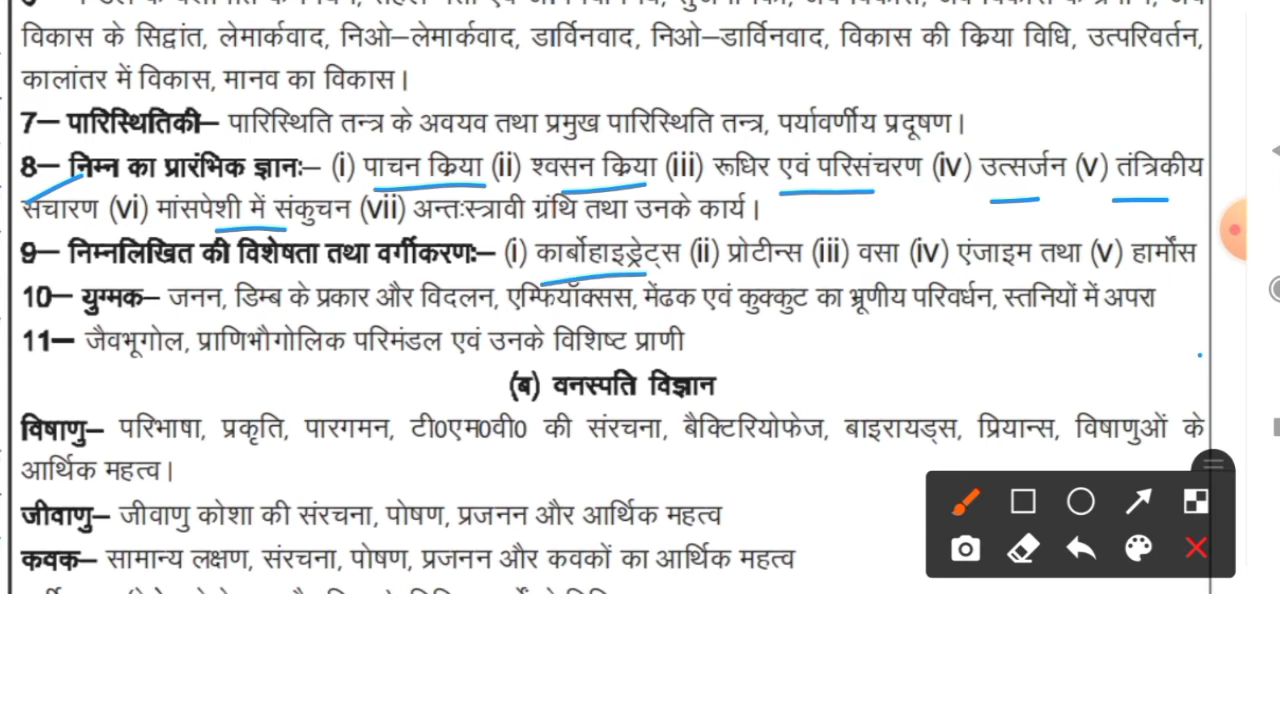 विकास के सिद्वांत, लेमार्कवाद, निओ–लेमार्कवाद, डार्विनवाद, निओ–डार्विनवाद, विकास की क्रिया विधि, उत्परिवर्तन,
कालांतर में विकास, मानव का विकास।
7– पारिस्थितिकी– पारिस्थिति तन्त्र के अवयव तथा प्रमुख पारिस्थिति तन्त्र, पर्यावर्णीय प्रदूषण।
8– निम्न का प्रारंभिक ज्ञानः– (i) पाचन क्रिया (ii) श्वसन क्रिया (iii) रूधिर एवं परिसंचरण (iv) उत्सर्जन (v) तंत्रिकीय
संचारण (vi) मांसपेशी में संकुचन (vii) अन्तःस्त्रावी ग्रंथि तथा उनके कार्य।
9– निम्नलिखित की विशेषता तथा वर्गीकरणः– (i) कार्बोहाइड्रेट्स (ii) प्रोटीन्स (iii) वसा (iv) एंजाइम तथा (v) हार्मोंस
10– युग्मक– जनन, डिम्ब के प्रकार और विदलन, एम्फियॉक्सस, मेंढक एवं कुक्कुट का भ्रूणीय परिवर्धन, स्तनियों में अपरा
11– जैवभूगोल, प्राणिभौगोलिक परिमंडल एवं उनके विशिष्ट प्राणी
(ब) वनस्पति विज्ञान
विषाणु– परिभाषा, प्रकृति, पारगमन, टी0एम0वी0 की संरचना, बैक्टिरियोफेज, बाइरायड्स, प्रियान्स, विषाणुओं के
आर्थिक महत्व।
जीवाणु– जीवाणु कोशा की संरचना, पोषण, प्रजनन और आर्थिक महत्व
कवक– सामान्य लक्षण, संरचना, पोषण, प्रजनन और कवकों का आर्थिक महत्व